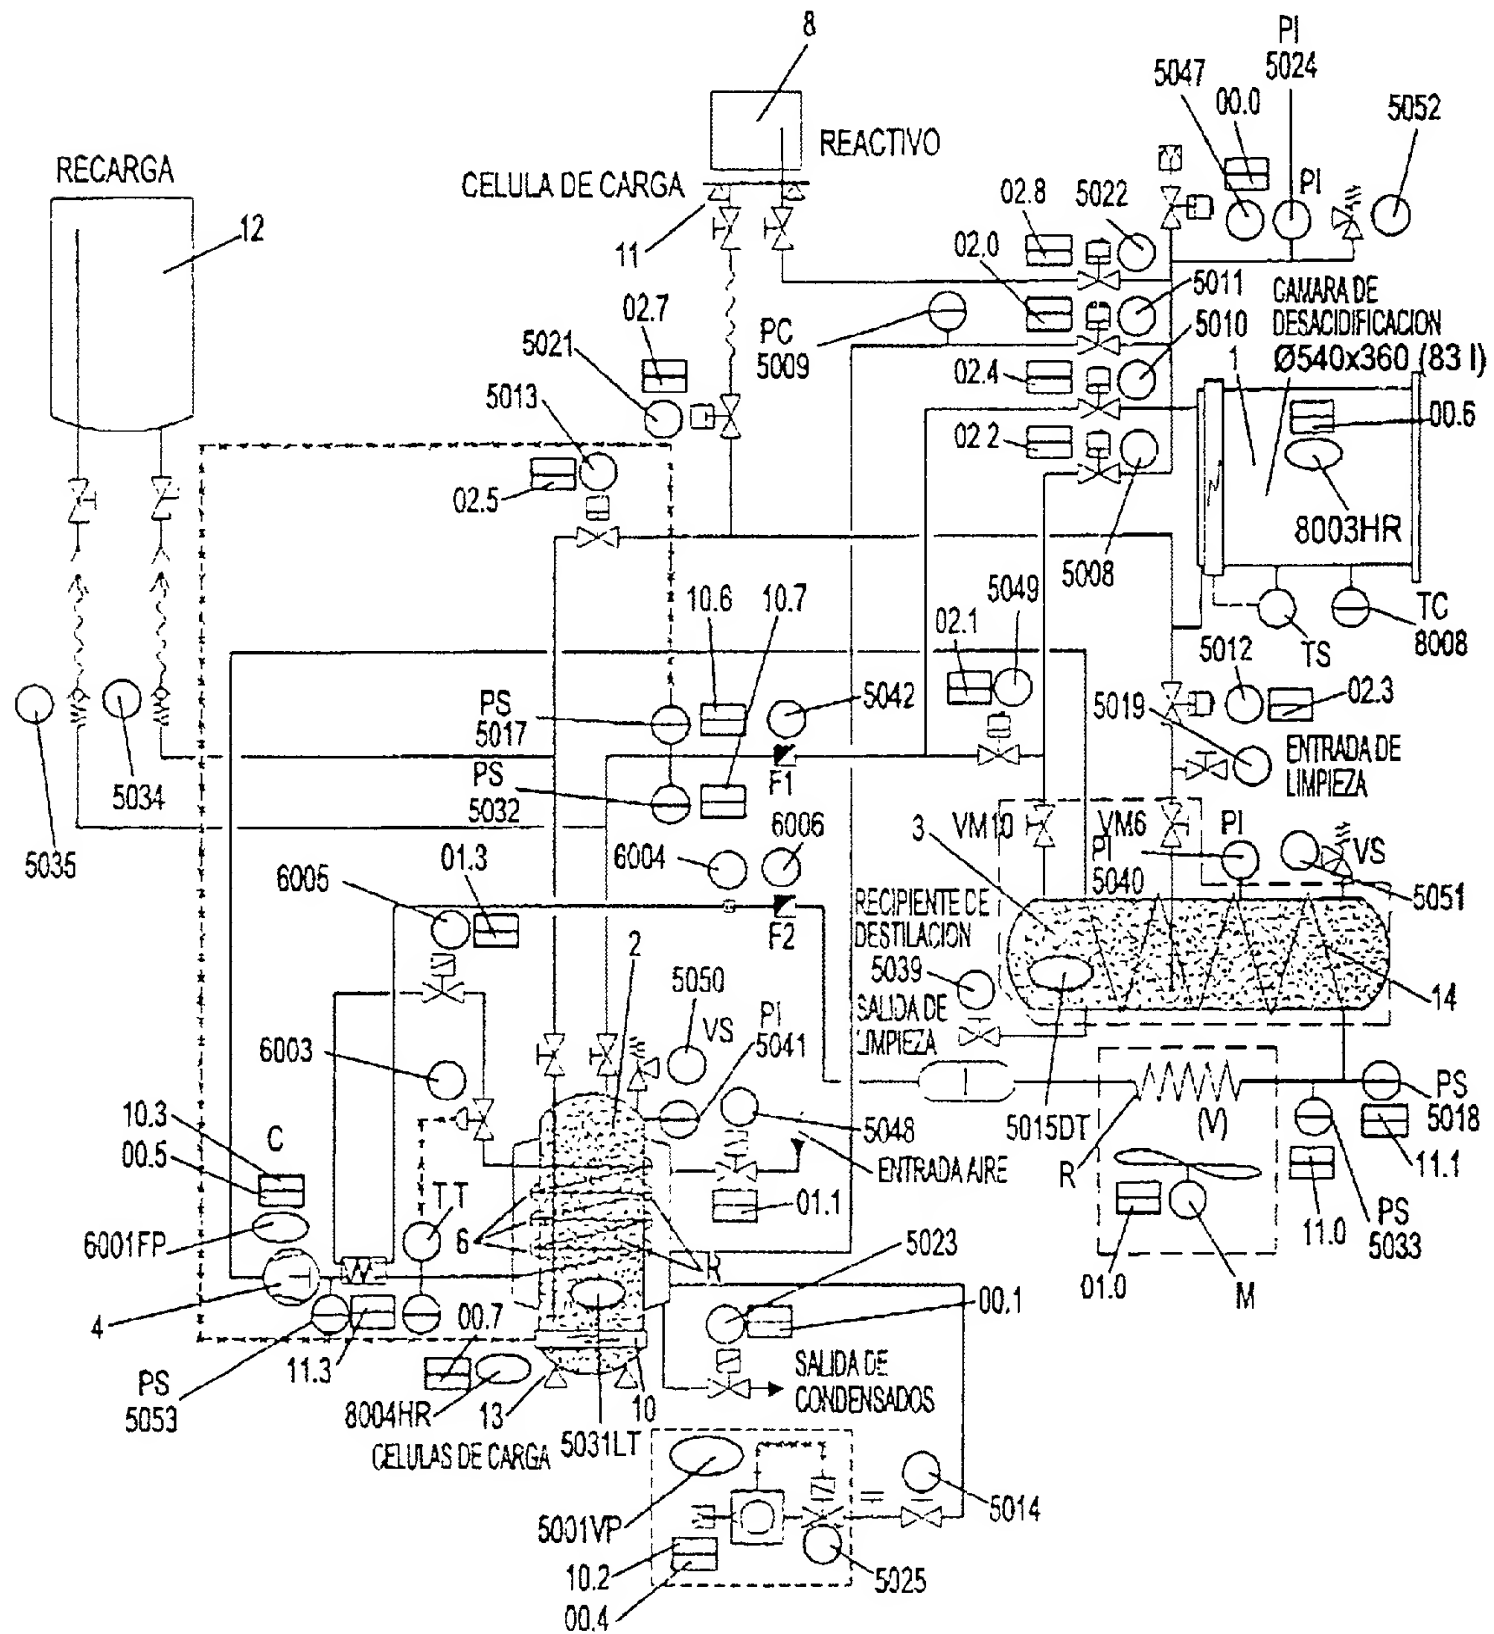 8
PI
5024
5047
00.0
5052
REACTIVO
RECARGA
CELULA DE CARGA
PI
02.8
5022
12
11
02.0
5011
CAMARA DE
DESACIDIFICACION
Ø540x360 (83 l)
02.7
PC
5009
5010
1
5021
02.4
5013
00.6
02.2
02.5
8003HR
5008
10.6
10.7
5049
TC
8008
02.1
TS
5012
02.3
5042
PS
5017
5019
ENTRADA DE
LIMPIEZA
F1
5034
PS
5032
VM10
VM6
PI
3
6006
5035
01.3
6004
PI
5040
VS
6005
5051
RECIPIENTE DE
DESTILACION
F2
2
5039
14
5050
SALIDA DE
LIMPIEZA
VS
PI
5041
6003
PS
5018
10.3
C
5048
5015DT
(V)
00.5
ENTRADA AIRE
R
11.1
TT
01.1
6001FP
6
11.0
PS
5033
5023
R
01.0
M
4
00.7
00.1
11.3
SALIDA DE
CONDENSADOS
PS
5053
8004HR
13
10
5031LT
CELULAS DE CARGA
5014
5001VP
10.2
5025
00.4